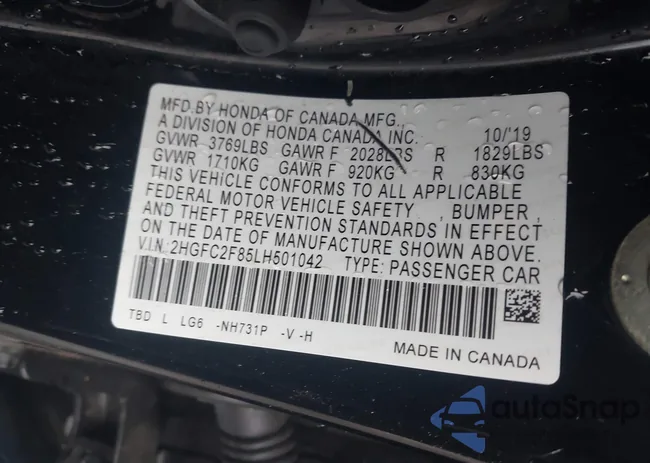 MFD.BY HONDA OF CANADA MFG.,
A DIVISION OF HONDA CANADA INC. 10/'19
GVWR 3769LBS GAWR F 2028LBS R 1829LBS
GVWR 1710KG GAWR F 920KG R 830KG
THIS VEHICLE CONFORMS TO ALL APPLICABLE
FEDERAL MOTOR VEHICLE SAFETY , BUMPER ,
AND THEFT PREVENTION STANDARDS IN EFFECT
ON THE DATE OF MANUFACTURE SHOWN ABOVE.
VIN:2HGFC2F85LH501042 TYPE: PASSENGER CAR
TBD L LG6 -NH731P -V -H
MADE IN CANADA
autoSnap